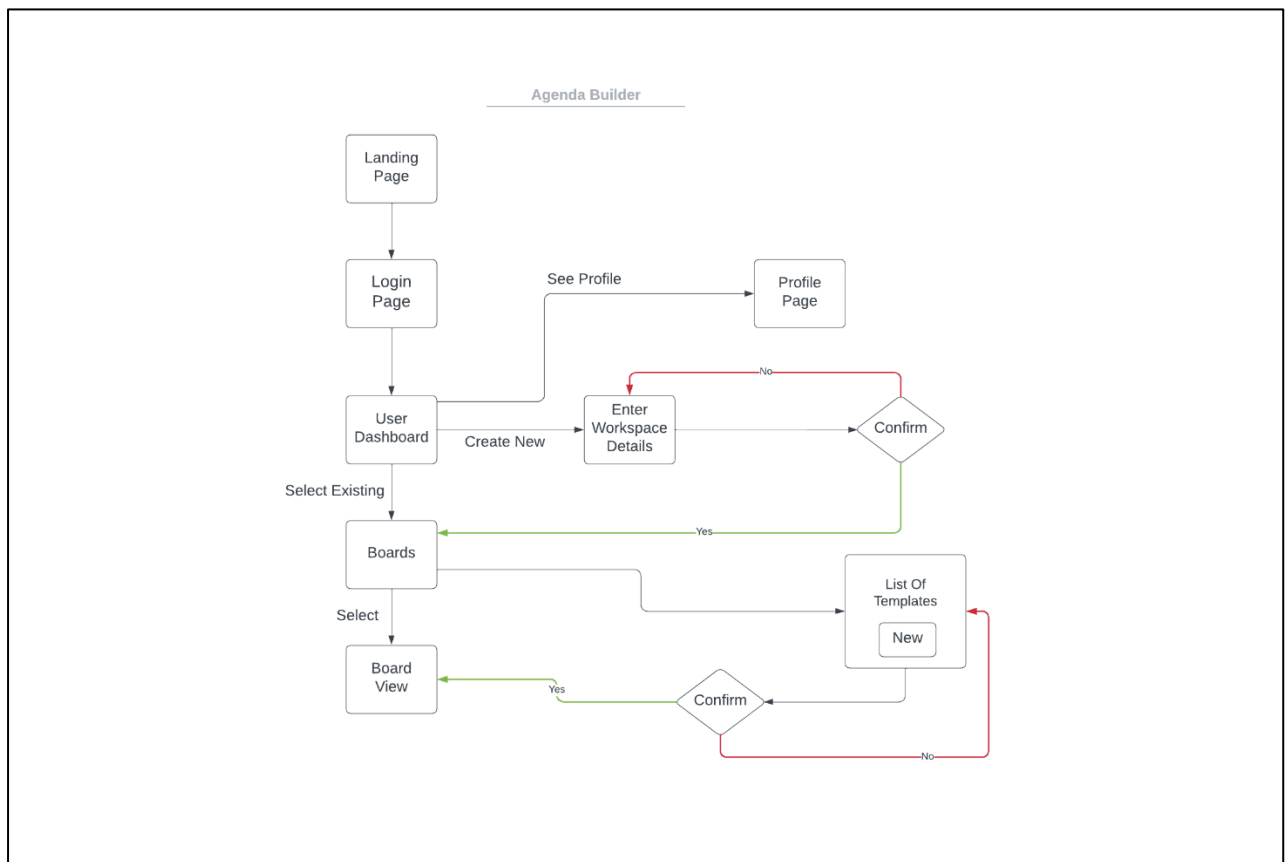 Agenda Builder
Landing
Page
Login
Page
See Profile
Profile
Page
No
User
Dashboard
Create New
Enter
Workspace
Details
Confirm
Select Existing
Yes
Boards
List Of
Templates
New
Select
Board
View
Yes
Confirm
No